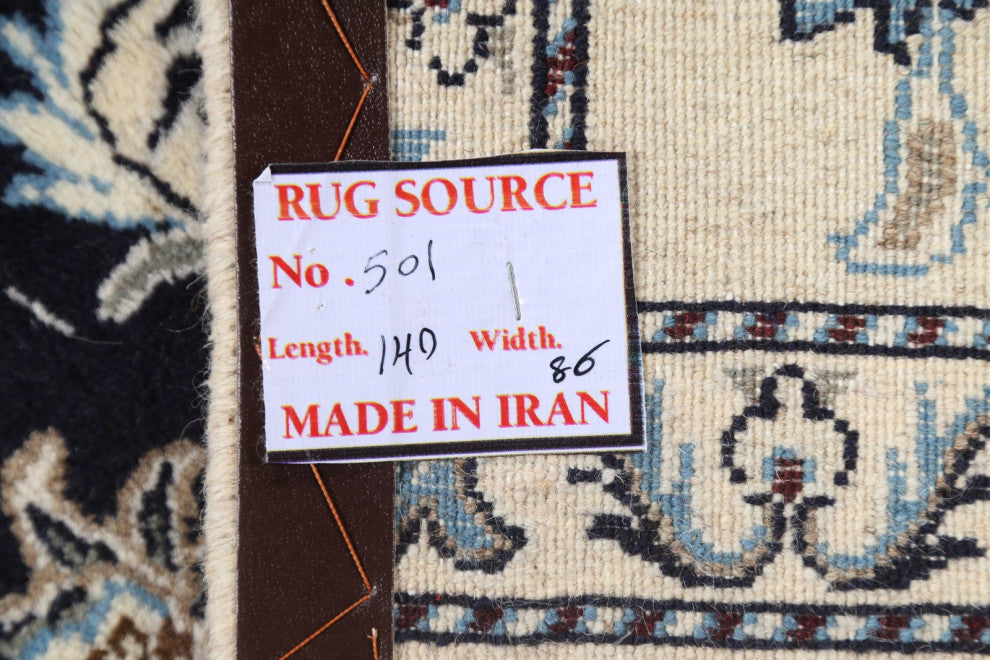 RUG SOURCE
No. 501
Length. 140 Width. 86
MADE IN IRAN